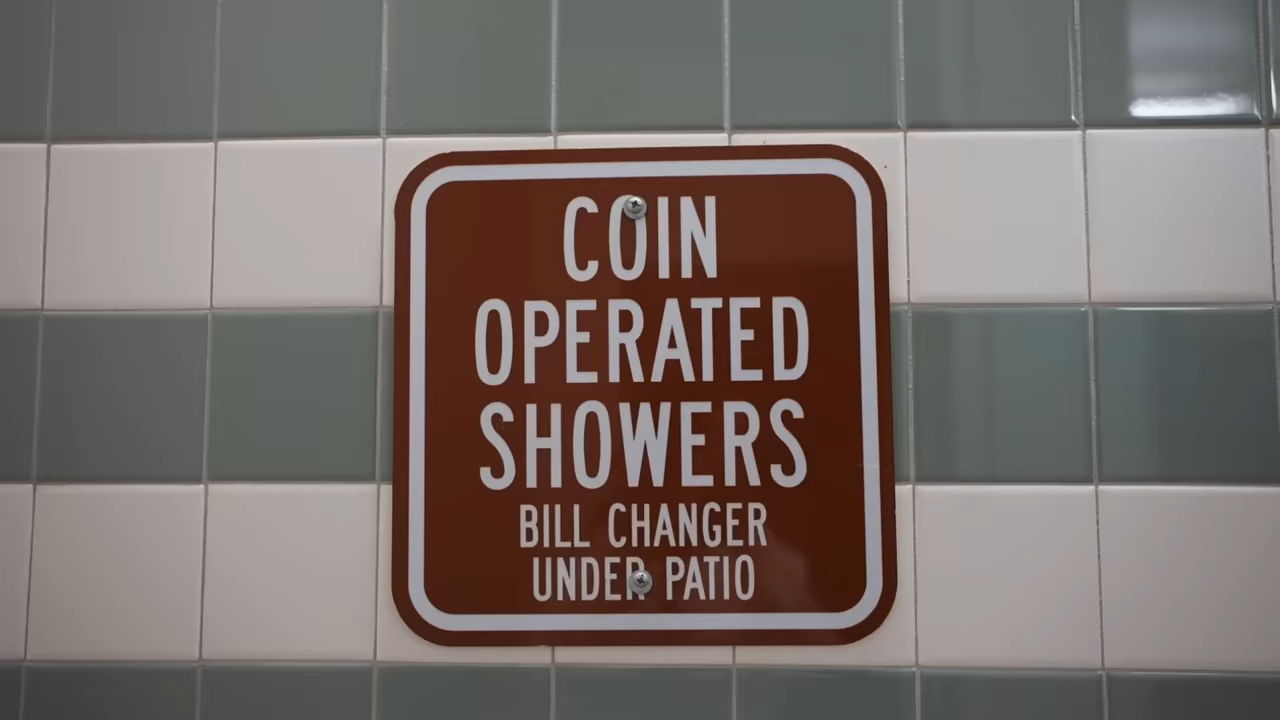 COIN
OPERATED
SHOWERS
BILL CHANGER
UNDER PATIO